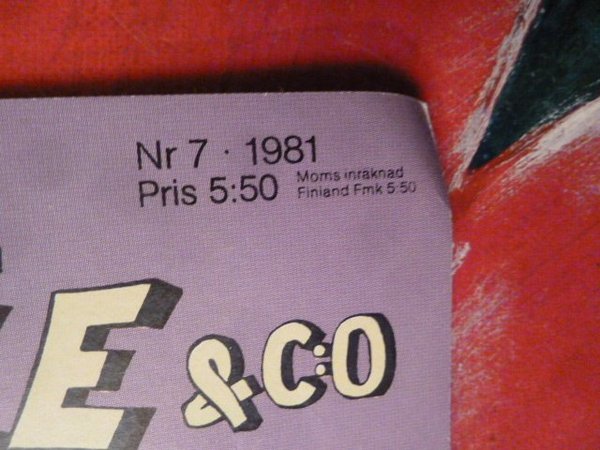 Nr 7 · 1981
Pris 5:50
Moms inräknad
Finland Fmk 5:50
E &C:O